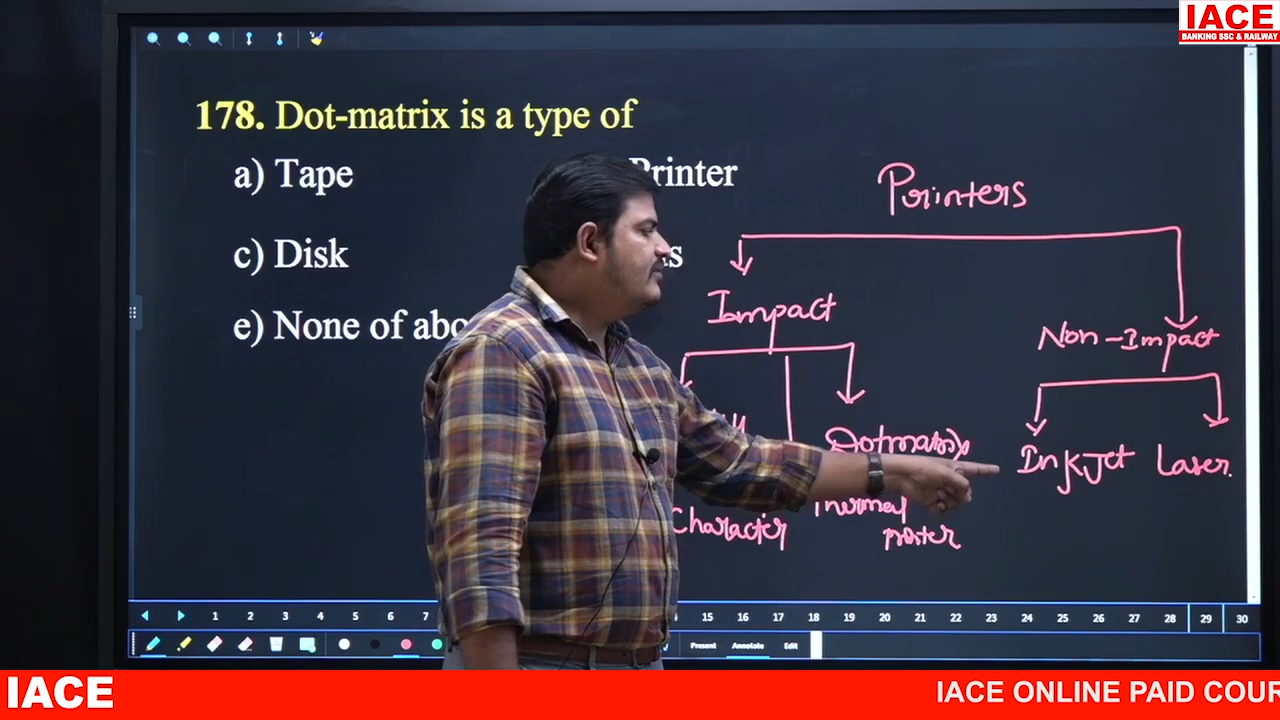 IACE
BANKING SSC & RAILWAY
178. Dot-matrix is a type of
a) Tape
Printer
c) Disk
e) None of abo
Printers
Impact
Non-Impact
Dotmatrix
InkJet Laser.
Thermal
printer
Character
1 2 3 4 5 6 7 15 16 17 18 19 20 21 22 23 24 25 26 27 28 29 30
Present Annotate Edit
IACE
IACE ONLINE PAID COUR